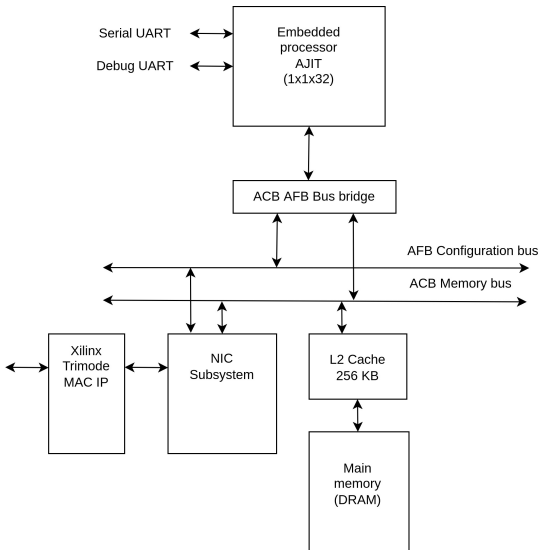 Serial UART
Debug UART
Embedded
processor
AJIT
(1x1x32)
ACB AFB Bus bridge
AFB Configuration bus
ACB Memory bus
Xilinx
Trimode
MAC IP
NIC
Subsystem
L2 Cache
256 KB
Main
memory
(DRAM)